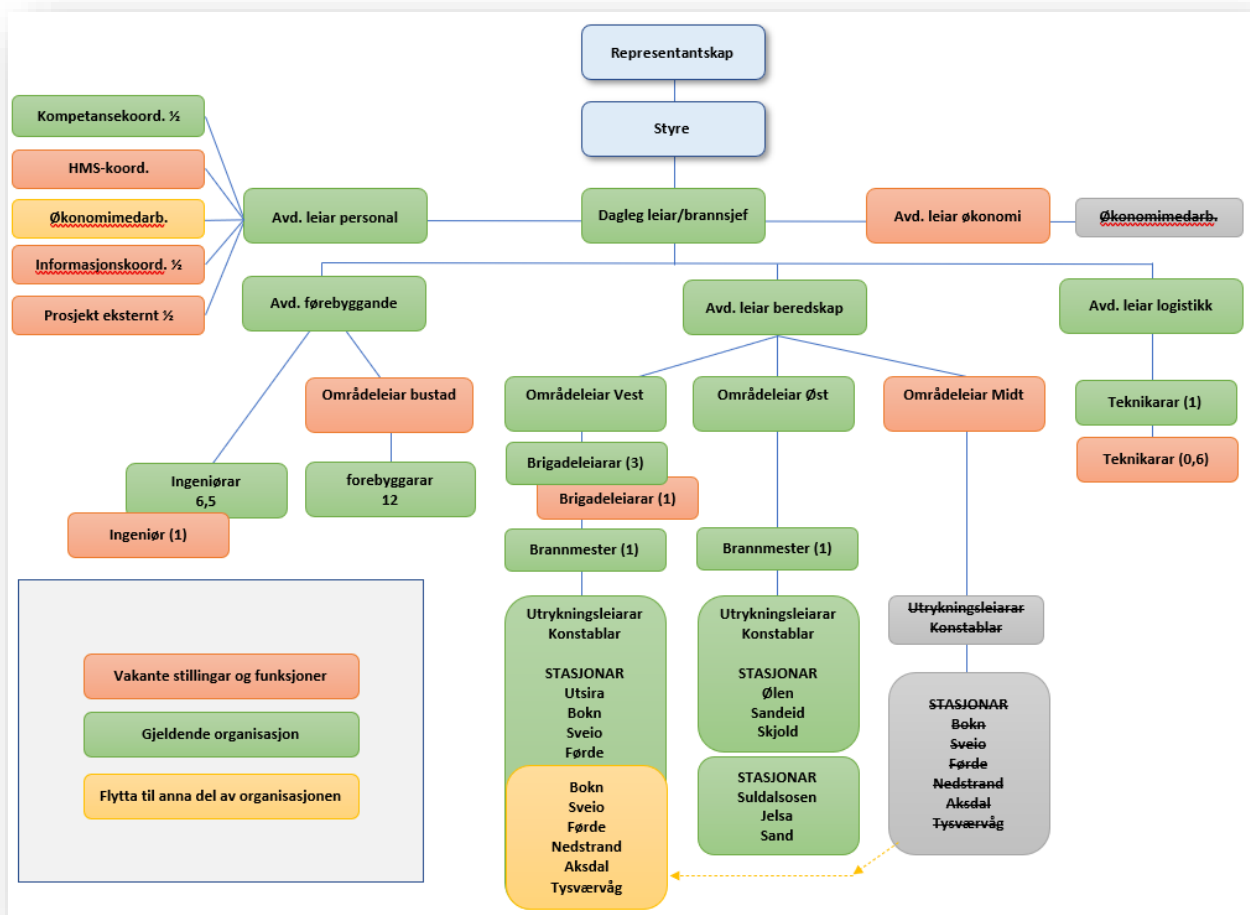 Representantskap
Styre
Kompetansekoord. ½
HMS-koord.
Økonomimedarb.
Informasjonskoord. ½
Prosjekt eksternt ½
Avd. leiar personal
Dagleg leiar/brannsjef
Avd. leiar økonomi
Økonomimedarb.
Avd. førebyggande
Avd. leiar beredskap
Avd. leiar logistikk
Områdeleiar bustad
Ingeniørar
6,5
Ingeniør (1)
forebyggarar
12
Områdeleiar Vest
Brigadeleiarar (3)
Brigadeleiarar (1)
Brannmester (1)
Utrykningsleiarar
Konstablar
STASJONAR
Utsira
Bokn
Sveio
Førde
Bokn
Sveio
Førde
Nedstrand
Aksdal
Tysværvåg
Områdeleiar Øst
Brannmester (1)
Utrykningsleiarar
Konstablar
STASJONAR
Ølen
Sandeid
Skjold
STASJONAR
Suldalsosen
Jelsa
Sand
Områdeleiar Midt
Utrykningsleiarar
Konstablar
STASJONAR
Bokn
Sveio
Førde
Nedstrand
Aksdal
Tysværvåg
Teknikarar (1)
Teknikarar (0,6)
Vakante stillingar og funksjoner
Gjeldende organisasjon
Flytta til anna del av organisasjonen